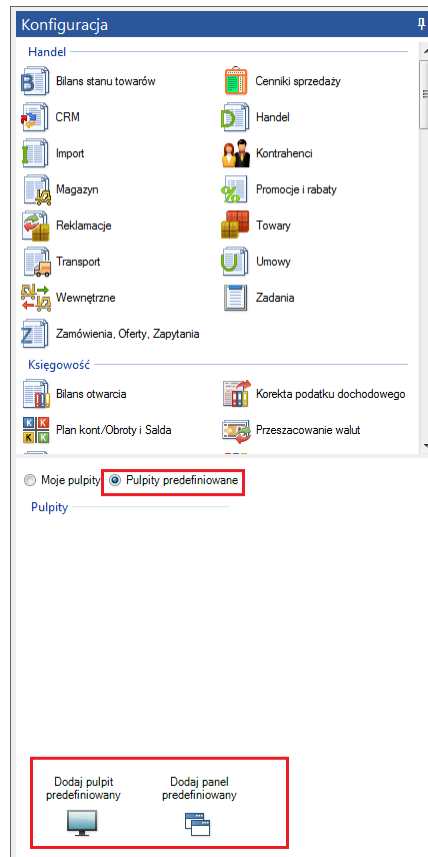 Konfiguracja
Handel
Bilans stanu towarów
Cenniki sprzedaży
CRM
Handel
Import
Kontrahenci
Magazyn
Promocje i rabaty
Reklamacje
Towary
Transport
Umowy
Wewnętrzne
Zadania
Zamówienia, Oferty, Zapytania
Księgowość
Bilans otwarcia
Korekta podatku dochodowego
Plan kont/Obroty i Salda
Przeszacowanie walut
Moje pulpity
Pulpity predefiniowane
Pulpity
Dodaj pulpit
predefiniowany
Dodaj panel
predefiniowany